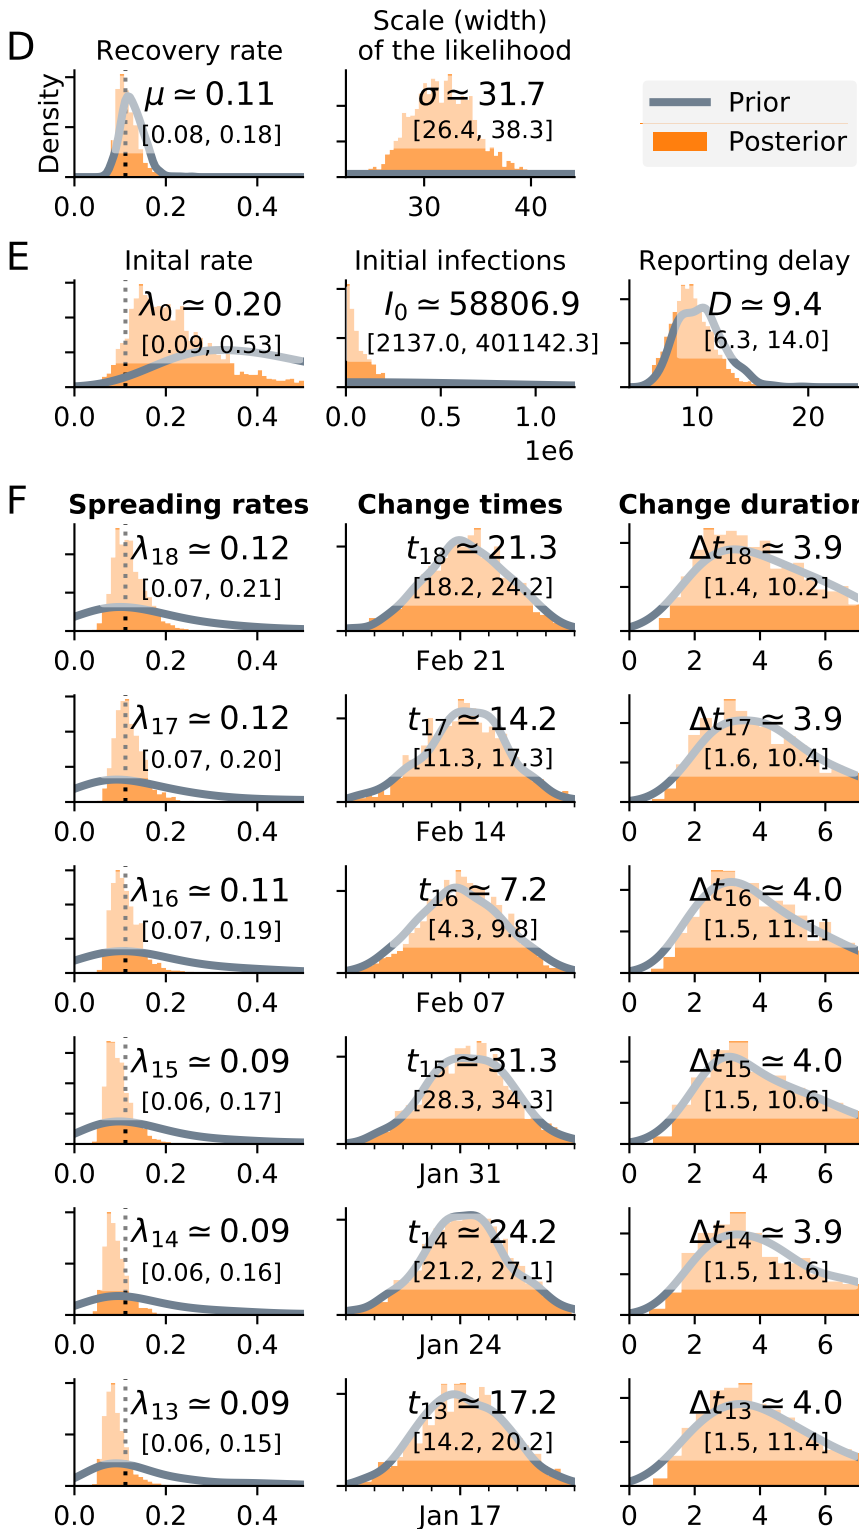 D
Recovery rate
Scale (width)
of the likelihood
Density
μ ≃ 0.11
[0.08, 0.18]
0.0 0.2 0.4
σ ≃ 31.7
[26.4, 38.3]
30 40
Prior
Posterior
E
Inital rate
Initial infections
Reporting delay
λ0 ≃ 0.20
[0.09, 0.53]
0.0 0.2 0.4
I0 ≃ 58806.9
[2137.0, 401142.3]
0.0 0.5 1.0
1e6
D ≃ 9.4
[6.3, 14.0]
10 20
F
Spreading rates
Change times
Change duration
λ18 ≃ 0.12
[0.07, 0.21]
0.0 0.2 0.4
t18 ≃ 21.3
[18.2, 24.2]
Feb 21
Δt18 ≃ 3.9
[1.4, 10.2]
0 2 4 6
λ17 ≃ 0.12
[0.07, 0.20]
0.0 0.2 0.4
t17 ≃ 14.2
[11.3, 17.3]
Feb 14
Δt17 ≃ 3.9
[1.6, 10.4]
0 2 4 6
λ16 ≃ 0.11
[0.07, 0.19]
0.0 0.2 0.4
t16 ≃ 7.2
[4.3, 9.8]
Feb 07
Δt16 ≃ 4.0
[1.5, 11.1]
0 2 4 6
λ15 ≃ 0.09
[0.06, 0.17]
0.0 0.2 0.4
t15 ≃ 31.3
[28.3, 34.3]
Jan 31
Δt15 ≃ 4.0
[1.5, 10.6]
0 2 4 6
λ14 ≃ 0.09
[0.06, 0.16]
0.0 0.2 0.4
t14 ≃ 24.2
[21.2, 27.1]
Jan 24
Δt14 ≃ 3.9
[1.5, 11.6]
0 2 4 6
λ13 ≃ 0.09
[0.06, 0.15]
0.0 0.2 0.4
t13 ≃ 17.2
[14.2, 20.2]
Jan 17
Δt13 ≃ 4.0
[1.5, 11.4]
0 2 4 6